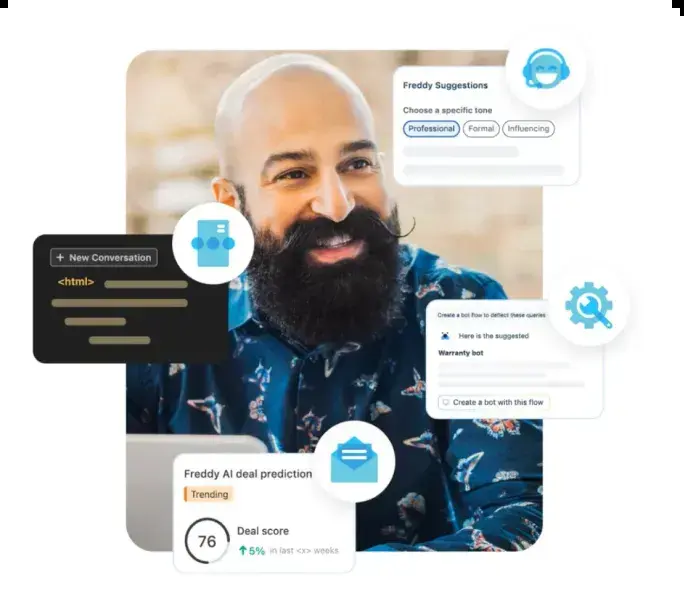 Freddy Suggestions
Choose a specific tone
Professional Formal Influencing
+ New Conversation
<html>
Create a bot flow to deflect these queries
Here is the suggested
Warranty bot
Create a bot with this flow
Freddy AI deal prediction
Trending
76
Deal score
5% in last <x> weeks